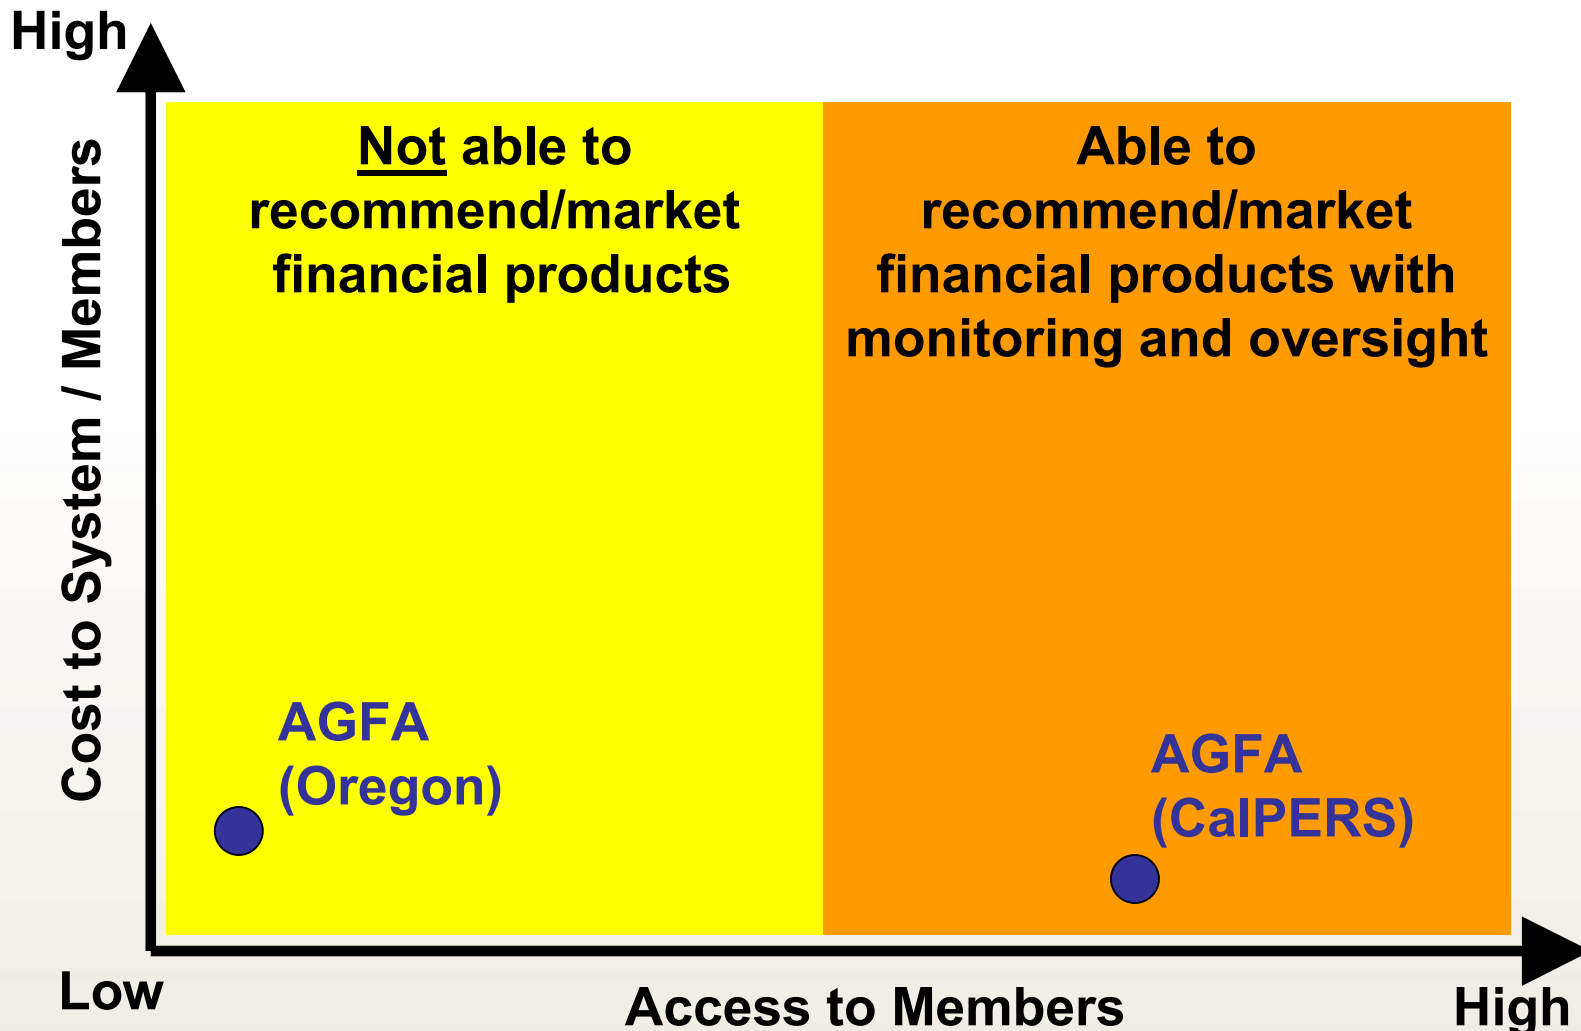 High
Cost to System / Members
Not able to
recommend/market
financial products
Able to
recommend/market
financial products with
monitoring and oversight
AGFA
(Oregon)
AGFA
(CalPERS)
Low
Access to Members
High